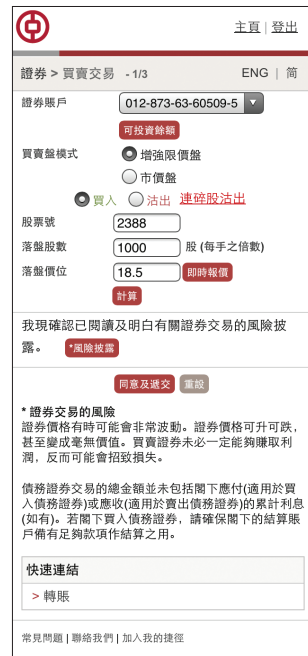 主頁 | 登出
證券 > 買賣交易 - 1/3 ENG | 简
證券賬戶 012-873-63-60509-5
可投資餘額
買賣盤模式 增強限價盤
市價盤
買入 沽出 連碎股沽出
股票號 2388
落盤股數 1000 股 (每手之倍數)
落盤價位 18.5 即時報價
計算
我現確認已閱讀及明白有關證券交易的風險披
露。 *風險披露
同意及遞交 重設
* 證券交易的風險
證券價格有時可能會非常波動。證券價格可升可跌，
甚至變成毫無價值。買賣證券未必一定能夠賺取利
潤，反而可能會招致損失。
債務證券交易的總金額並未包括閣下應付(適用於買
入債務證券)或應收(適用於賣出債務證券)的累計利息
(如有)。若閣下買入債務證券，請確保閣下的結算賬
戶備有足夠款項作結算之用。
快速連結
> 轉賬
常見問題 | 聯絡我們 | 加入我的捷徑